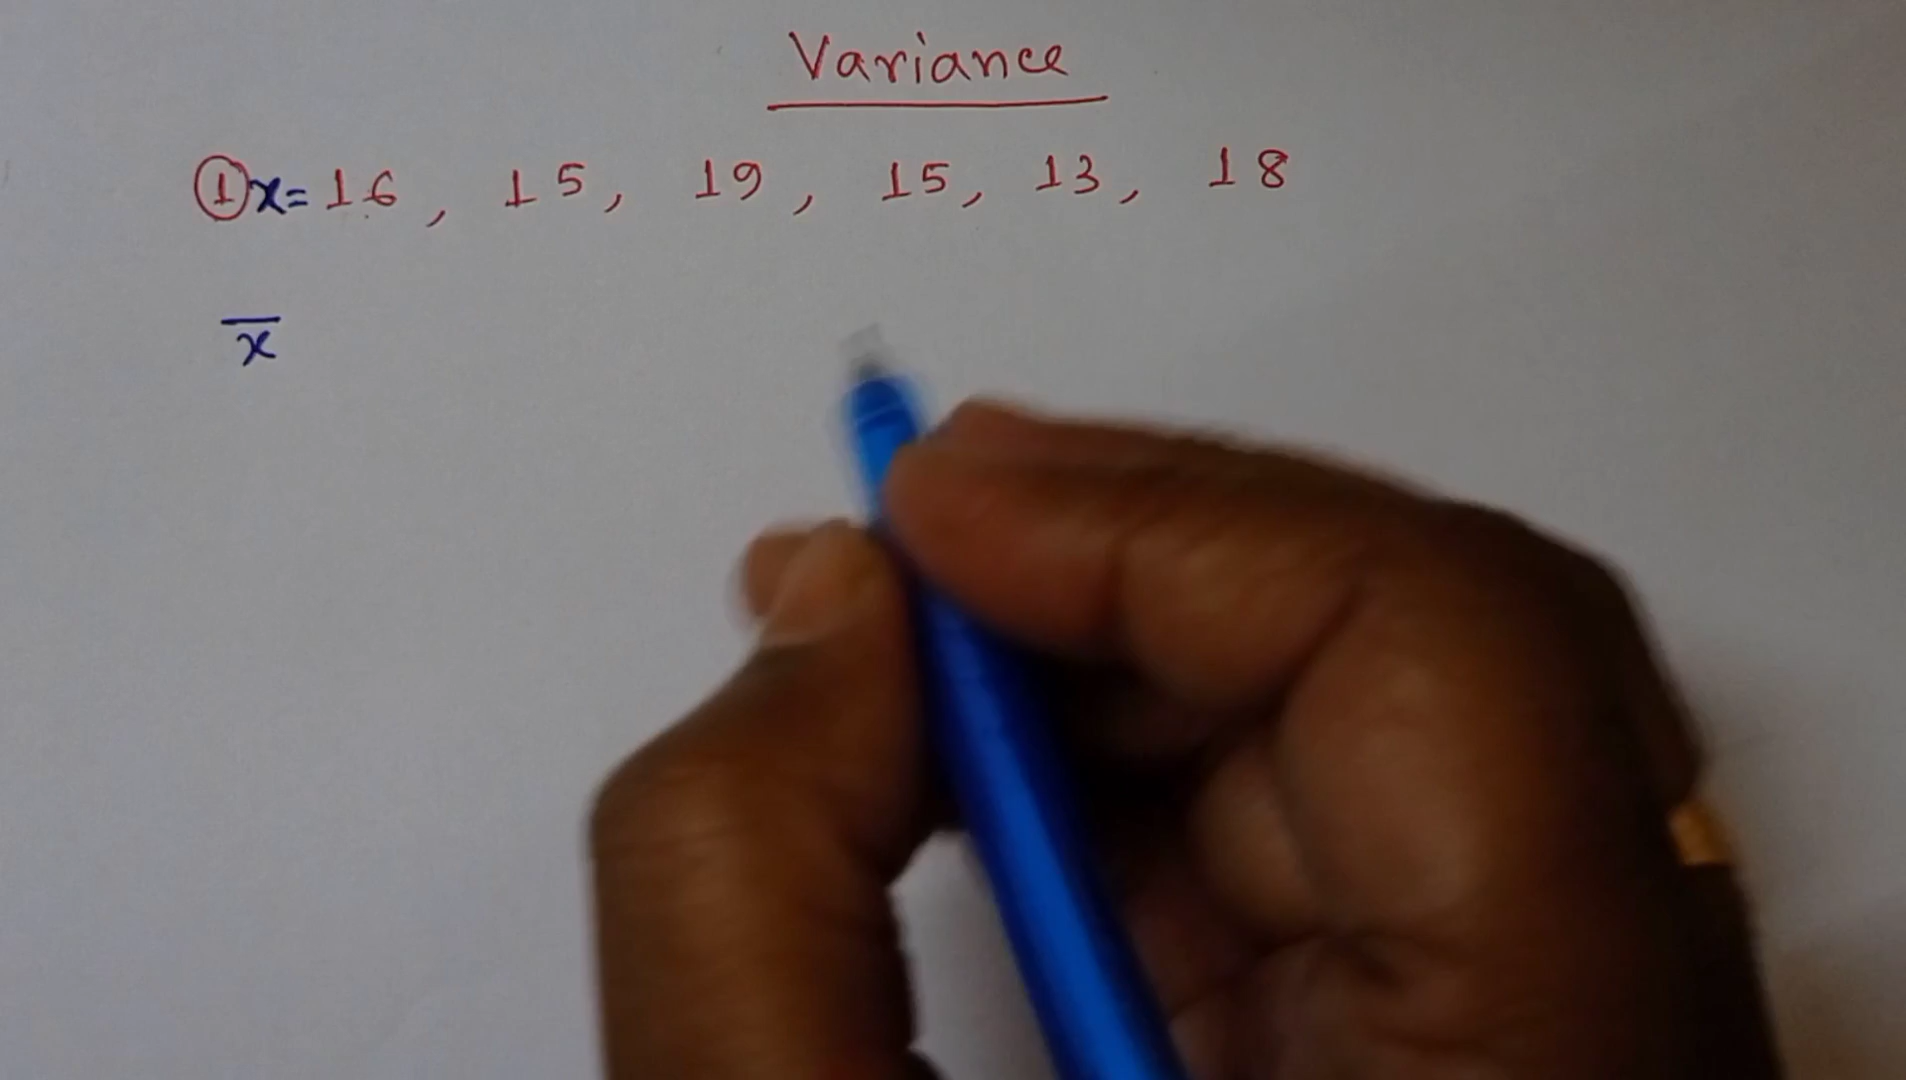 Variance
① x = 16, 15, 19, 15, 13, 18
x̅